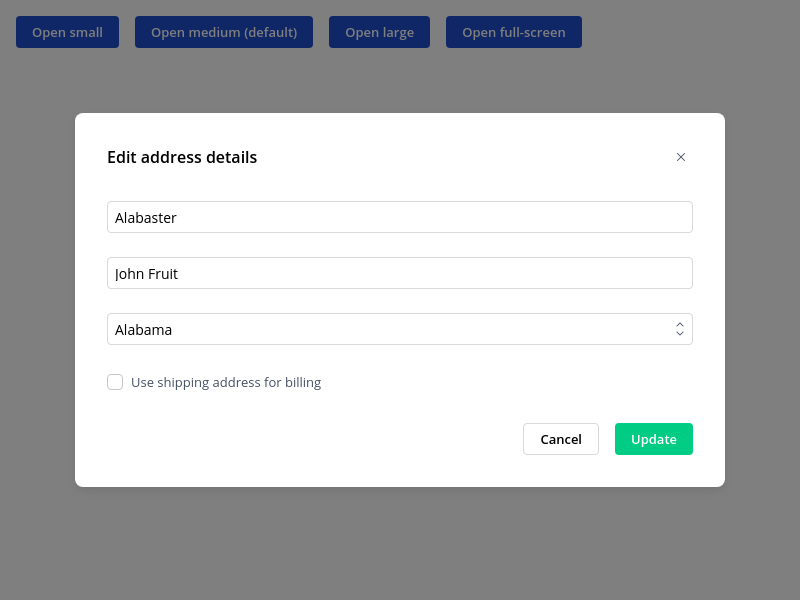 Open small Open medium (default) Open large Open full-screen
Edit address details
Alabaster
John Fruit
Alabama
Use shipping address for billing
Cancel Update